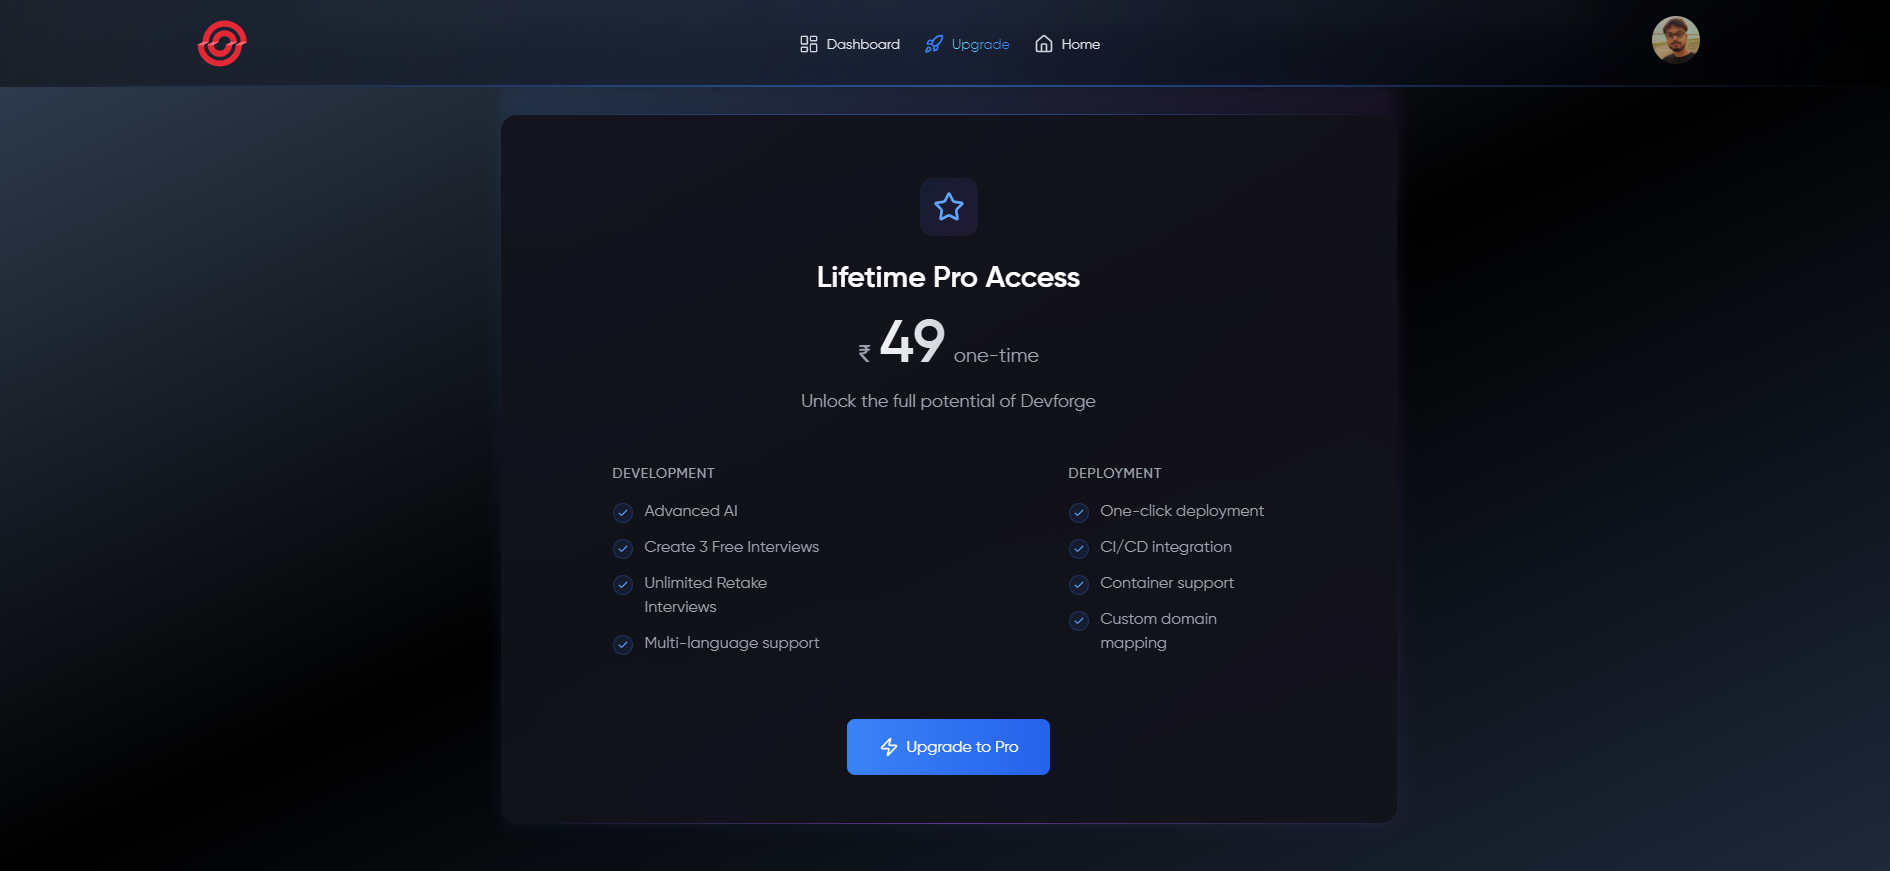 Dashboard
Upgrade
Home
Lifetime Pro Access
₹ 49 one-time
Unlock the full potential of Devforge
DEVELOPMENT
Advanced AI
Create 3 Free Interviews
Unlimited Retake
Interviews
Multi-language support
DEPLOYMENT
One-click deployment
CI/CD integration
Container support
Custom domain
mapping
Upgrade to Pro